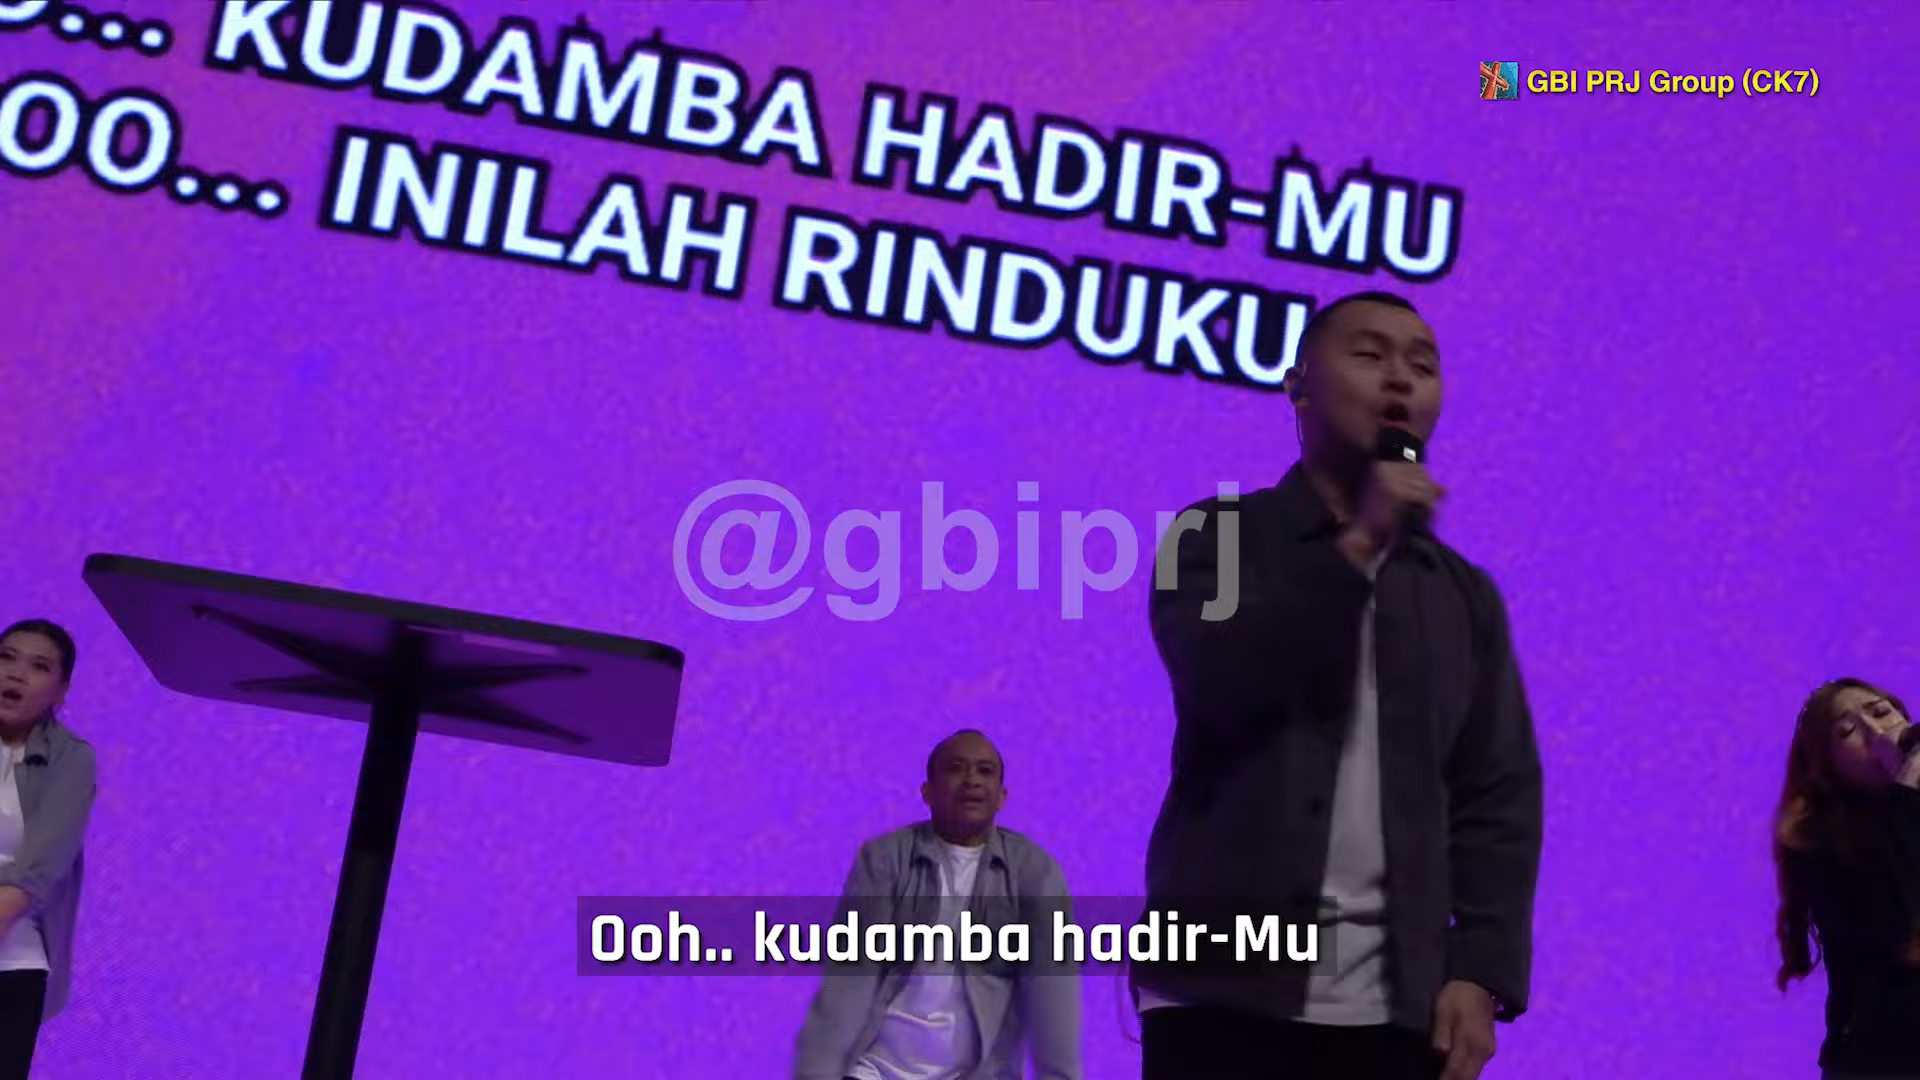 ... KUDAMBA HADIR-MU
OO... INILAH RINDUKU
GBI PRJ Group (CK7)
@gbiprj
Ooh.. kudamba hadir-Mu